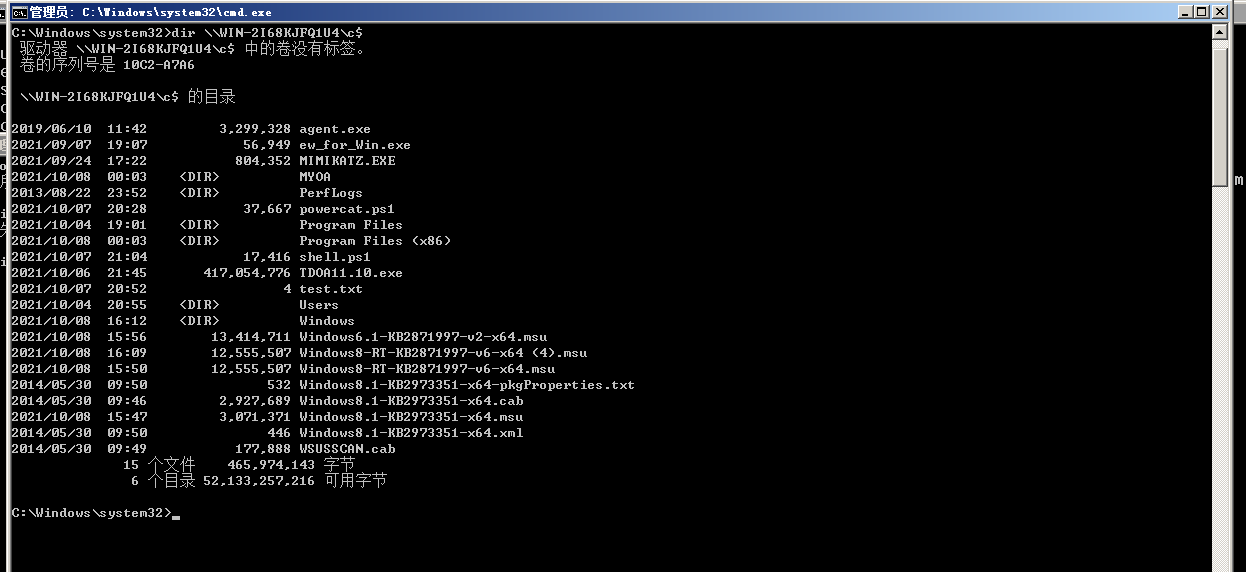 管理员: C:\Windows\system32\cmd.exe
C:\Windows\system32>dir \\WIN-2I68KJFQ1U4\c$
驱动器 \\WIN-2I68KJFQ1U4\c$ 中的卷没有标签。
卷的序列号是 10C2-A7A6
\\WIN-2I68KJFQ1U4\c$ 的目录
2019/06/10 11:42 3,299,328 agent.exe
2021/09/07 19:07 56,949 ew_for_Win.exe
2021/09/24 17:22 804,352 MIMIKATZ.EXE
2021/10/08 00:03 <DIR> MYOA
2013/08/22 23:52 <DIR> PerfLogs
2021/10/07 20:28 37,667 powercat.ps1
2021/10/04 19:01 <DIR> Program Files
2021/10/08 00:03 <DIR> Program Files (x86)
2021/10/07 21:04 17,416 shell.ps1
2021/10/06 21:45 417,054,776 TDOA11.10.exe
2021/10/07 20:52 4 test.txt
2021/10/04 20:55 <DIR> Users
2021/10/08 16:12 <DIR> Windows
2021/10/08 15:56 13,414,711 Windows6.1-KB2871997-v2-x64.msu
2021/10/08 16:09 12,555,507 Windows8-RT-KB2871997-v6-x64 (4).msu
2021/10/08 15:50 12,555,507 Windows8-RT-KB2871997-v6-x64.msu
2014/05/30 09:50 532 Windows8.1-KB2973351-x64-pkgProperties.txt
2014/05/30 09:46 2,927,689 Windows8.1-KB2973351-x64.cab
2021/10/08 15:47 3,071,371 Windows8.1-KB2973351-x64.msu
2014/05/30 09:50 446 Windows8.1-KB2973351-x64.xml
2014/05/30 09:49 177,888 WSUSSCAN.cab
15 个文件 465,974,143 字节
6 个目录 52,133,257,216 可用字节
C:\Windows\system32>